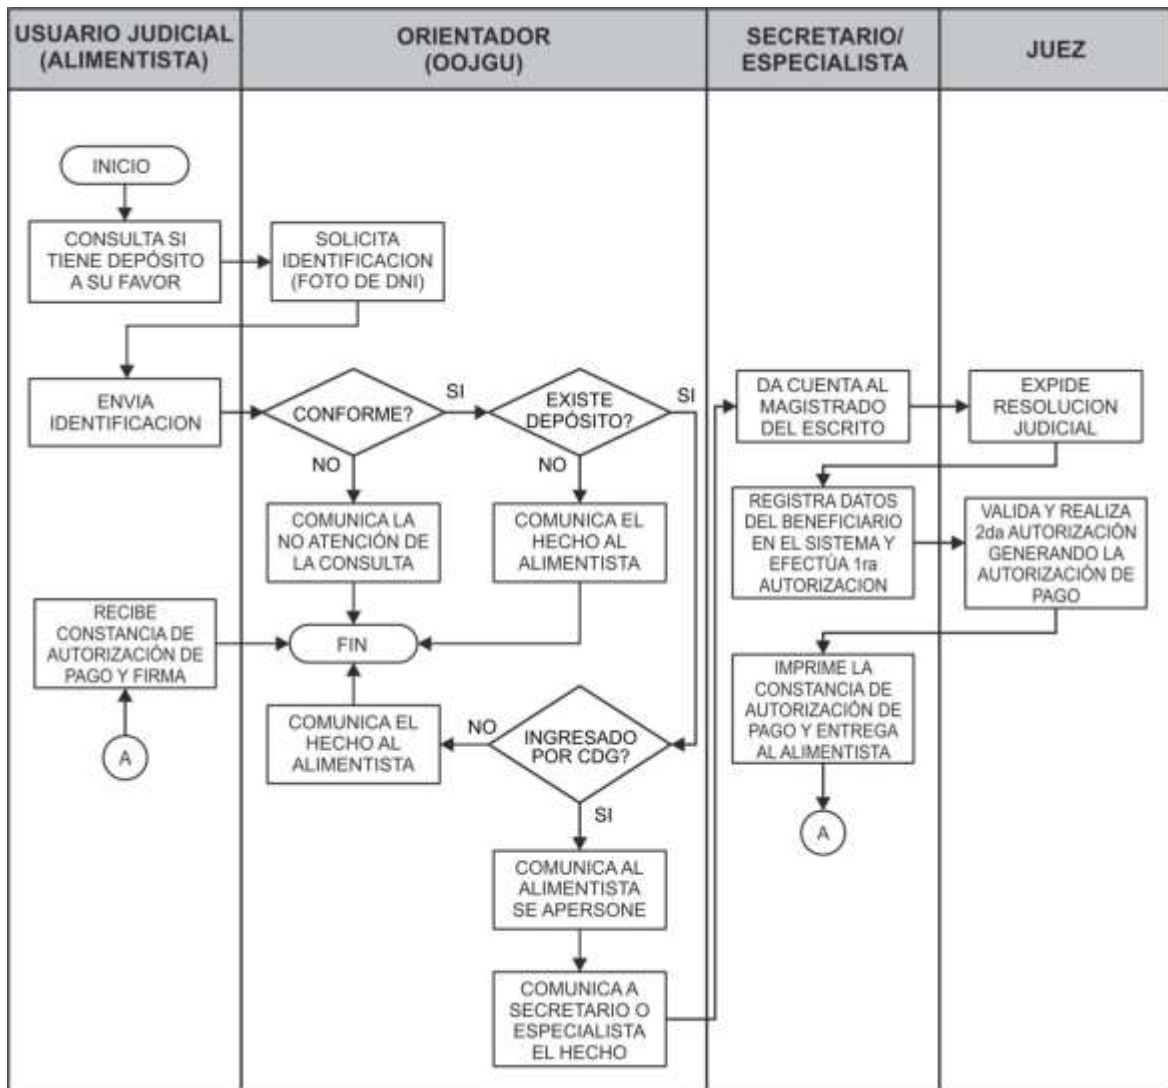 USUARIO JUDICIAL
(ALIMENTISTA)
ORIENTADOR
(OOJGU)
SECRETARIO/
ESPECIALISTA
JUEZ
INICIO
CONSULTA SI
TIENE DEPÓSITO
A SU FAVOR
SOLICITA
IDENTIFICACION
(FOTO DE DNI)
ENVIA
IDENTIFICACION
CONFORME?
SI
EXISTE
DEPÓSITO?
SI
DA CUENTA AL
MAGISTRADO
DEL ESCRITO
EXPIDE
RESOLUCION
JUDICIAL
NO
NO
COMUNICA LA
NO ATENCIÓN DE
LA CONSULTA
COMUNICA EL
HECHO AL
ALIMENTISTA
REGISTRA DATOS
DEL BENEFICIARIO
EN EL SISTEMA Y
EFECTÚA 1ra
AUTORIZACION
VALIDA Y REALIZA
2da AUTORIZACIÓN
GENERANDO LA
AUTORIZACIÓN DE
PAGO
RECIBE
CONSTANCIA DE
AUTORIZACIÓN DE
PAGO Y FIRMA
FIN
IMPRIME LA
CONSTANCIA DE
AUTORIZACIÓN DE
PAGO Y ENTREGA
AL ALIMENTISTA
A
COMUNICA EL
HECHO AL
ALIMENTISTA
NO
INGRESADO
POR CDG?
SI
A
COMUNICA AL
ALIMENTISTA
SE APERSONE
COMUNICA A
SECRETARIO O
ESPECIALISTA
EL HECHO